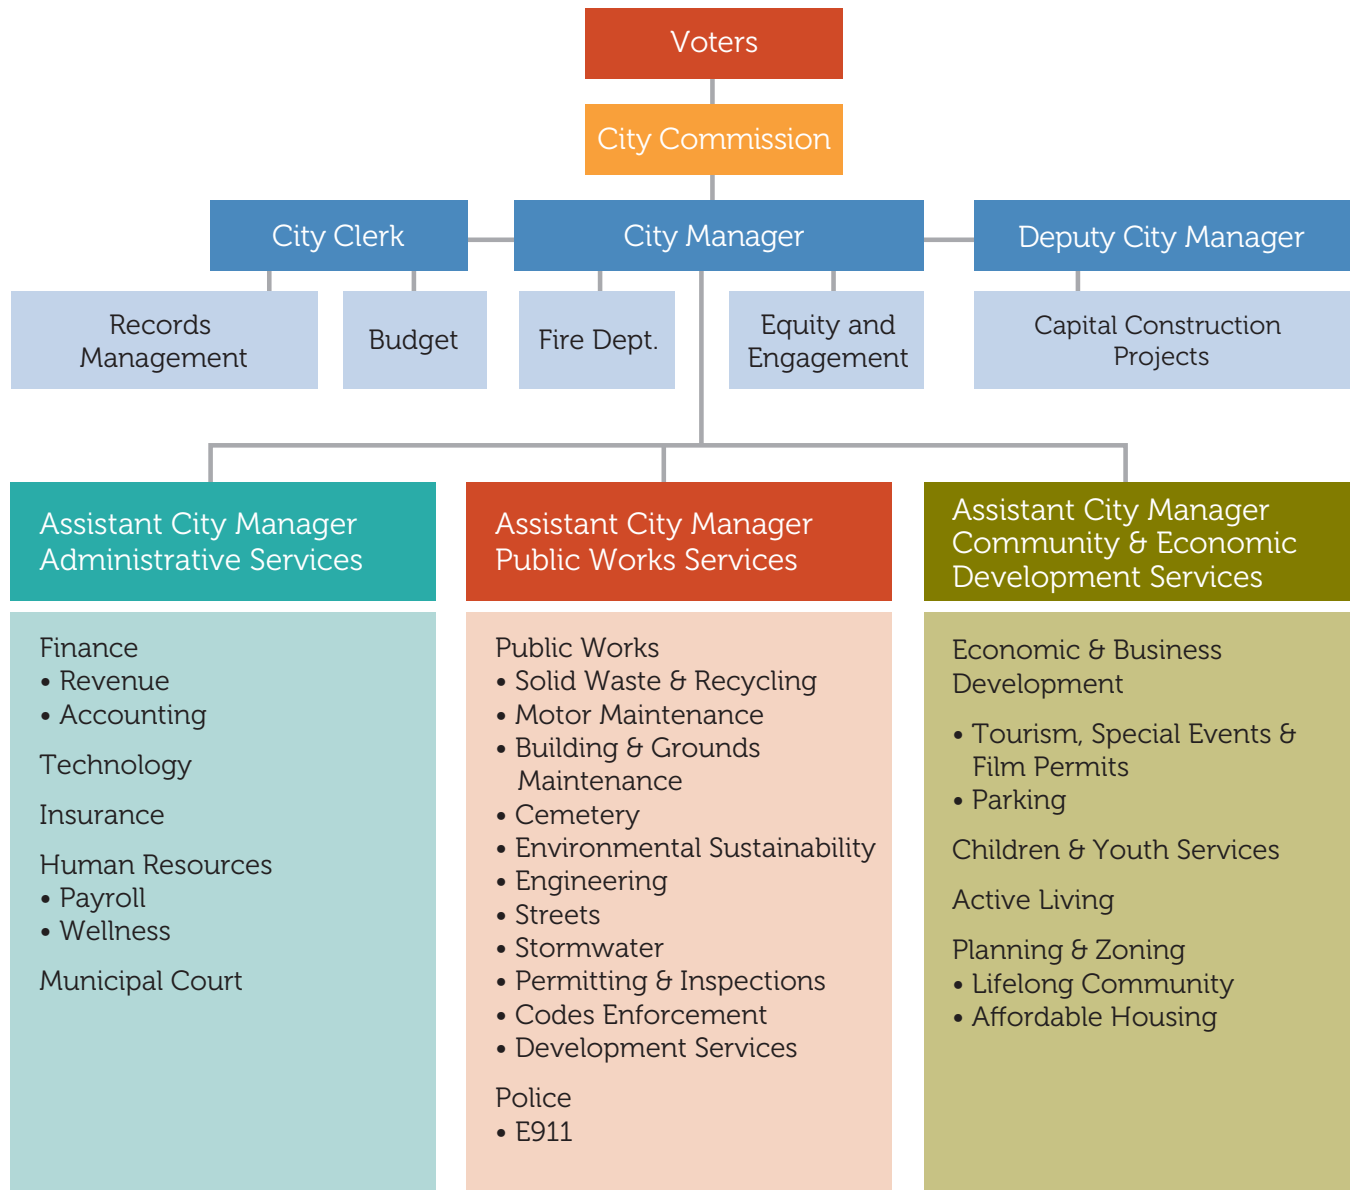 Voters
City Commission
City Clerk
City Manager
Deputy City Manager
Records
Management
Budget
Fire Dept.
Equity and
Engagement
Capital Construction
Projects
Assistant City Manager
Administrative Services
Finance
• Revenue
• Accounting
Technology
Insurance
Human Resources
• Payroll
• Wellness
Municipal Court
Assistant City Manager
Public Works Services
Public Works
• Solid Waste & Recycling
• Motor Maintenance
• Building & Grounds
Maintenance
• Cemetery
• Environmental Sustainability
• Engineering
• Streets
• Stormwater
• Permitting & Inspections
• Codes Enforcement
• Development Services
Police
• E911
Assistant City Manager
Community & Economic
Development Services
Economic & Business
Development
• Tourism, Special Events &
Film Permits
• Parking
Children & Youth Services
Active Living
Planning & Zoning
• Lifelong Community
• Affordable Housing